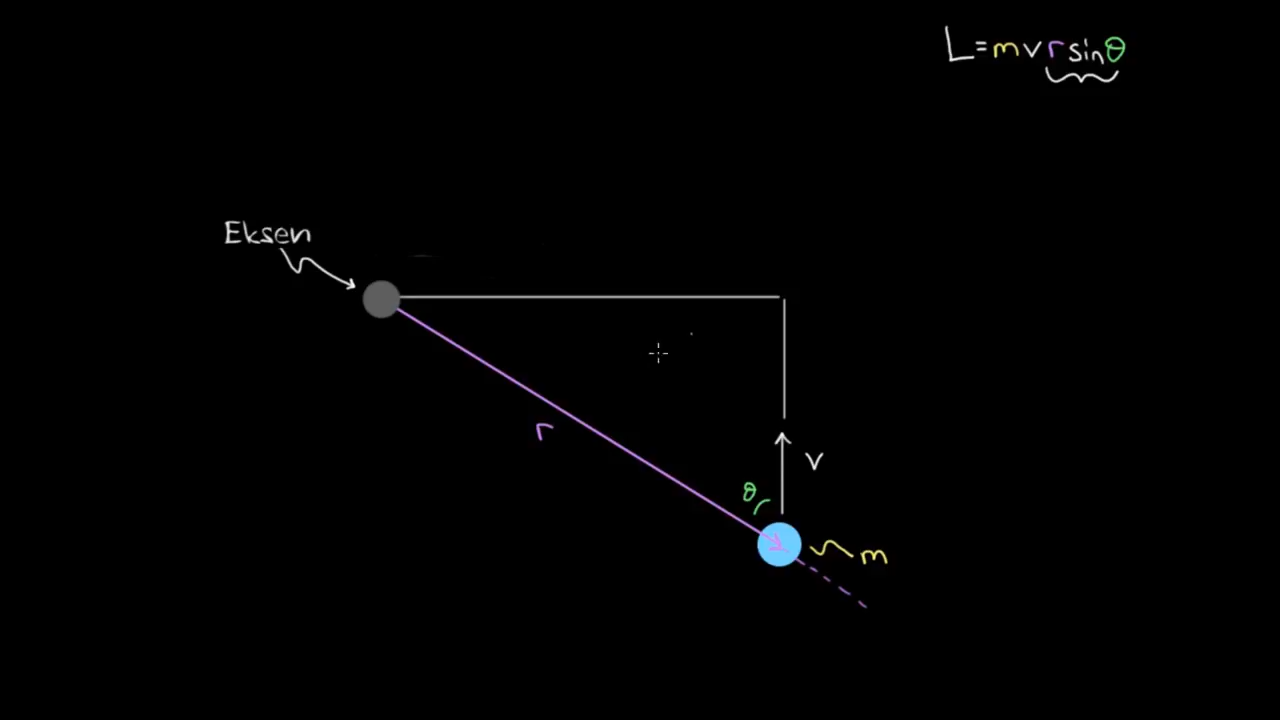 L=mvrsinθ
Eksen
r
v
θ
m